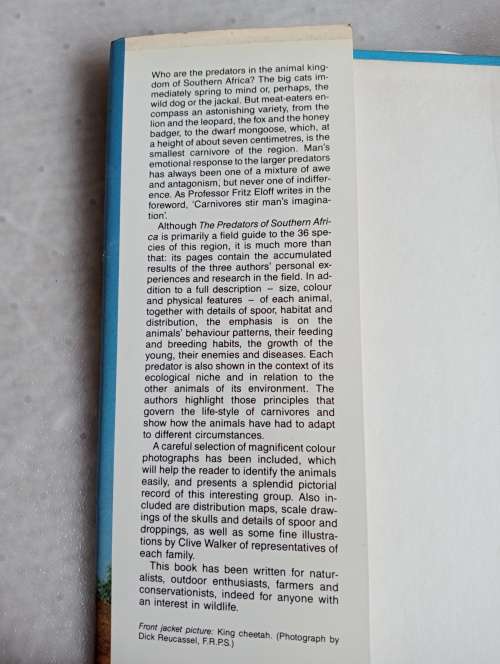 Who are the predators in the animal king-
dom of Southern Africa? The big cats im-
mediately spring to mind or, perhaps, the
wild dog or the jackal. But meat-eaters en-
compass an astonishing variety, from the
lion and the leopard, the fox and the honey
badger, to the dwarf mongoose, which, at
a height of about seven centimetres, is the
smallest carnivore of the region. Man's
emotional response to the larger predators
has always been one of a mixture of awe
and antagonism, but never one of indiffer-
ence. As Professor Fritz Eloff writes in the
foreword, 'Carnivores stir man's imagina-
tion'.
Although The Predators of Southern Afri-
ca is primarily a field guide to the 36 spe-
cies of this region, it is much more than
that: its pages contain the accumulated
results of the three authors' personal ex-
periences and research in the field. In ad-
dition to a full description – size, colour
and physical features – of each animal,
together with details of spoor, habitat and
distribution, the emphasis is on the
animals' behaviour patterns, their feeding
and breeding habits, the growth of the
young, their enemies and diseases. Each
predator is also shown in the context of its
ecological niche and in relation to the
other animals of its environment. The
authors highlight those principles that
govern the life-style of carnivores and
show how the animals have had to adapt
to different circumstances.
A careful selection of magnificent colour
photographs has been included, which
will help the reader to identify the animals
easily, and presents a splendid pictorial
record of this interesting group. Also in-
cluded are distribution maps, scale draw-
ings of the skulls and details of spoor and
droppings, as well as some fine illustra-
tions by Clive Walker of representatives of
each family.
This book has been written for natur-
alists, outdoor enthusiasts, farmers and
conservationists, indeed for anyone with
an interest in wildlife.
Front jacket picture: King cheetah. (Photograph by
Dick Reucassel, F.R.P.S.)